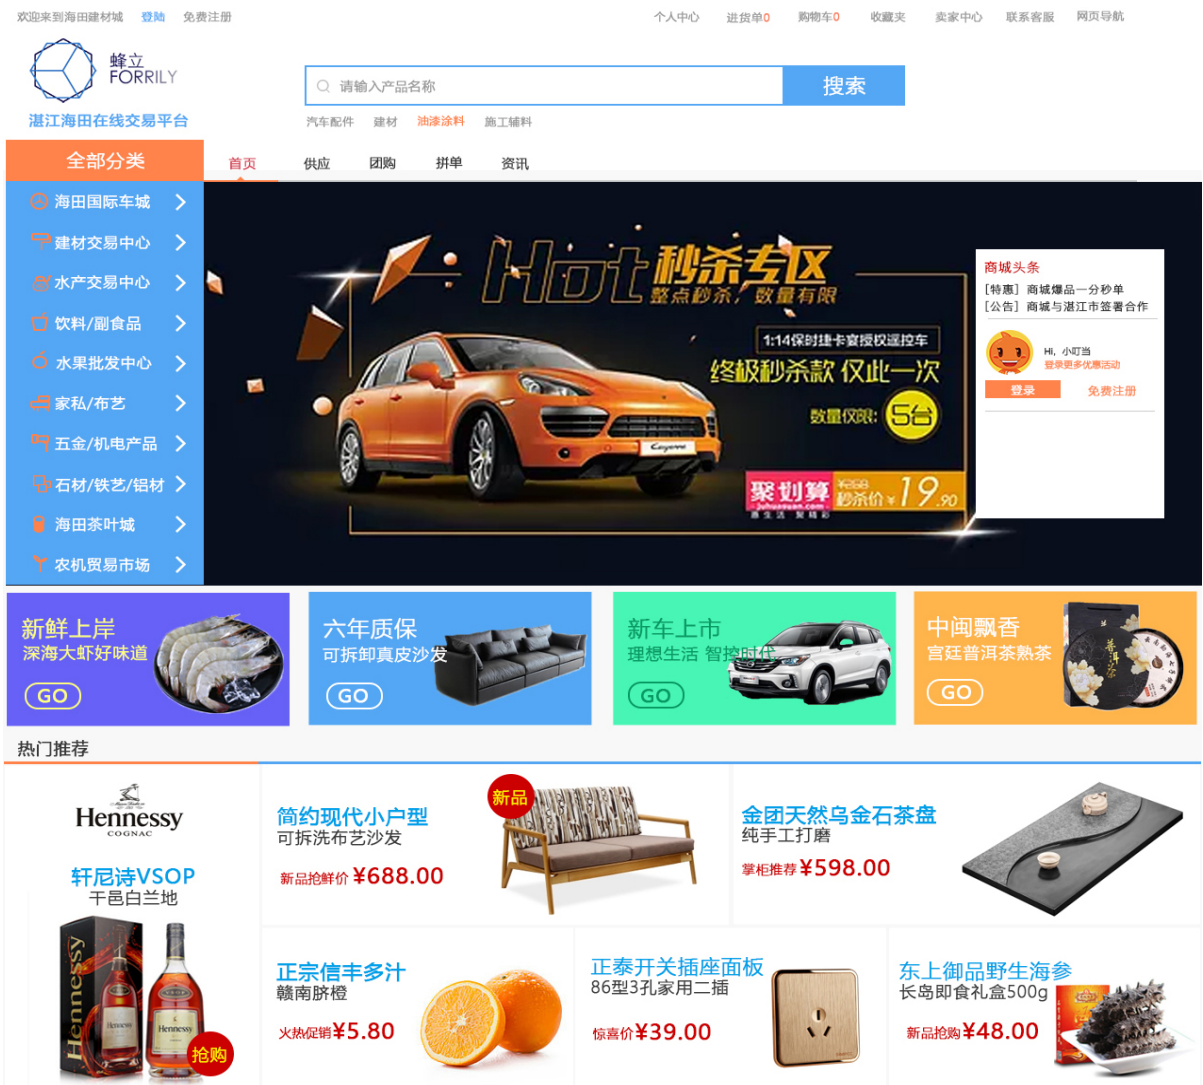 欢迎来到海田建材城 登陆 免费注册
个人中心 进货单0 购物车0 收藏夹 卖家中心 联系客服 网页导航
蜂立
FORRILY
湛江海田在线交易平台
请输入产品名称
搜索
汽车配件 建材 油漆涂料 施工辅料
全部分类
首页 供应 团购 拼单 资讯
海田国际车城
建材交易中心
水产交易中心
饮料/副食品
水果批发中心
家私/布艺
五金/机电产品
石材/铁艺/铝材
海田茶叶城
农机贸易市场
Hot 秒杀专区
整点秒杀，数量有限
1:14保时捷卡宴授权遥控车
终极秒杀款 仅此一次
数量仅限: 5台
Cayenne
聚划算
juhuasuan.com
惠生活 聚精彩
¥268
秒杀价¥19.90
商城头条
[特惠] 商城爆品一分秒单
[公告] 商城与湛江市签署合作
Hi, 小叮当
登录更多优惠活动
登录 免费注册
新鲜上岸
深海大虾好味道
GO
六年质保
可拆卸真皮沙发
GO
新车上市
理想生活 智控时代
GO
中闽飘香
宫廷普洱茶熟茶
GO
普洱茶
热门推荐
Hennessy
COGNAC
轩尼诗VSOP
干邑白兰地
Hennessy
Hennessy
Hennessy
抢购
简约现代小户型
可拆洗布艺沙发
新品抢鲜价 ¥688.00
新品
金团天然乌金石茶盘
纯手工打磨
掌柜推荐 ¥598.00
正宗信丰多汁
赣南脐橙
火热促销 ¥5.80
正泰开关插座面板
86型3孔家用二插
惊喜价 ¥39.00
东上御品野生海参
长岛即食礼盒500g
新品抢购 ¥48.00